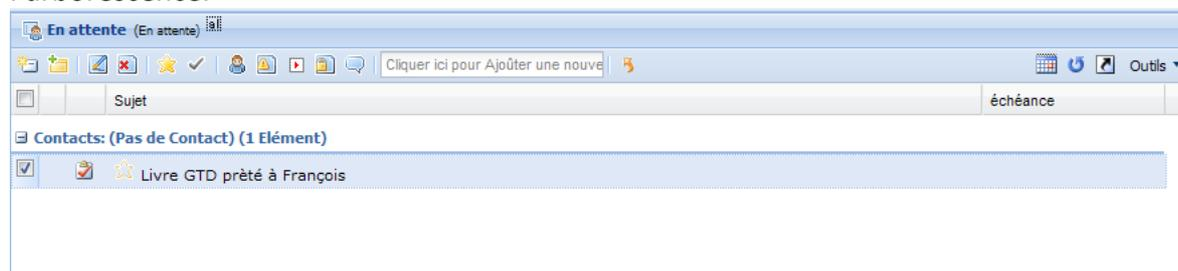 En attente (En attente)
Cliquer ici pour Ajoûter une nouve
Outils
Sujet échéance
Contacts: (Pas de Contact) (1 Elément)
Livre GTD prèté à François